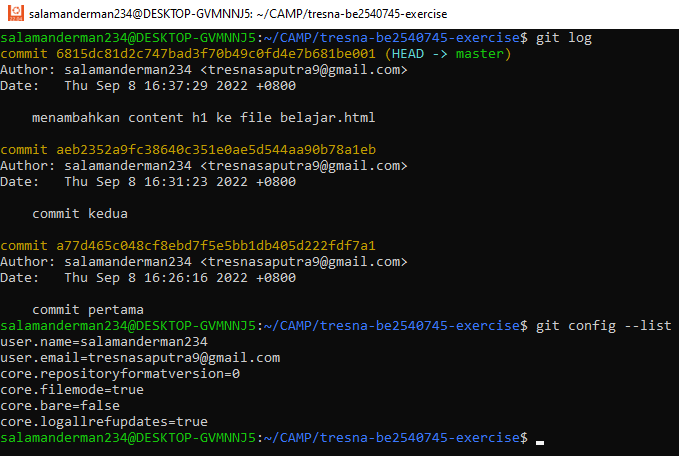 salamanderman234@DESKTOP-GVMNNJ5: ~/CAMP/tresna-be2540745-exercise
salamanderman234@DESKTOP-GVMNNJ5:~/CAMP/tresna-be2540745-exercise$ git log
commit 6815dc81d2c747bad3f70b49c0fd4e7b681be001 (HEAD -> master)
Author: salamanderman234 <tresnasaputra9@gmail.com>
Date:   Thu Sep 8 16:37:29 2022 +0800
    menambahkan content h1 ke file belajar.html
commit aeb2352a9fc38640c351e0ae5d544aa90b78a1eb
Author: salamanderman234 <tresnasaputra9@gmail.com>
Date:   Thu Sep 8 16:31:23 2022 +0800
    commit kedua
commit a77d465c048cf8ebd7f5e5bb1db405d222fdf7a1
Author: salamanderman234 <tresnasaputra9@gmail.com>
Date:   Thu Sep 8 16:26:16 2022 +0800
    commit pertama
salamanderman234@DESKTOP-GVMNNJ5:~/CAMP/tresna-be2540745-exercise$ git config --list
user.name=salamanderman234
user.email=tresnasaputra9@gmail.com
core.repositoryformatversion=0
core.filemode=true
core.bare=false
core.logallrefupdates=true
salamanderman234@DESKTOP-GVMNNJ5:~/CAMP/tresna-be2540745-exercise$